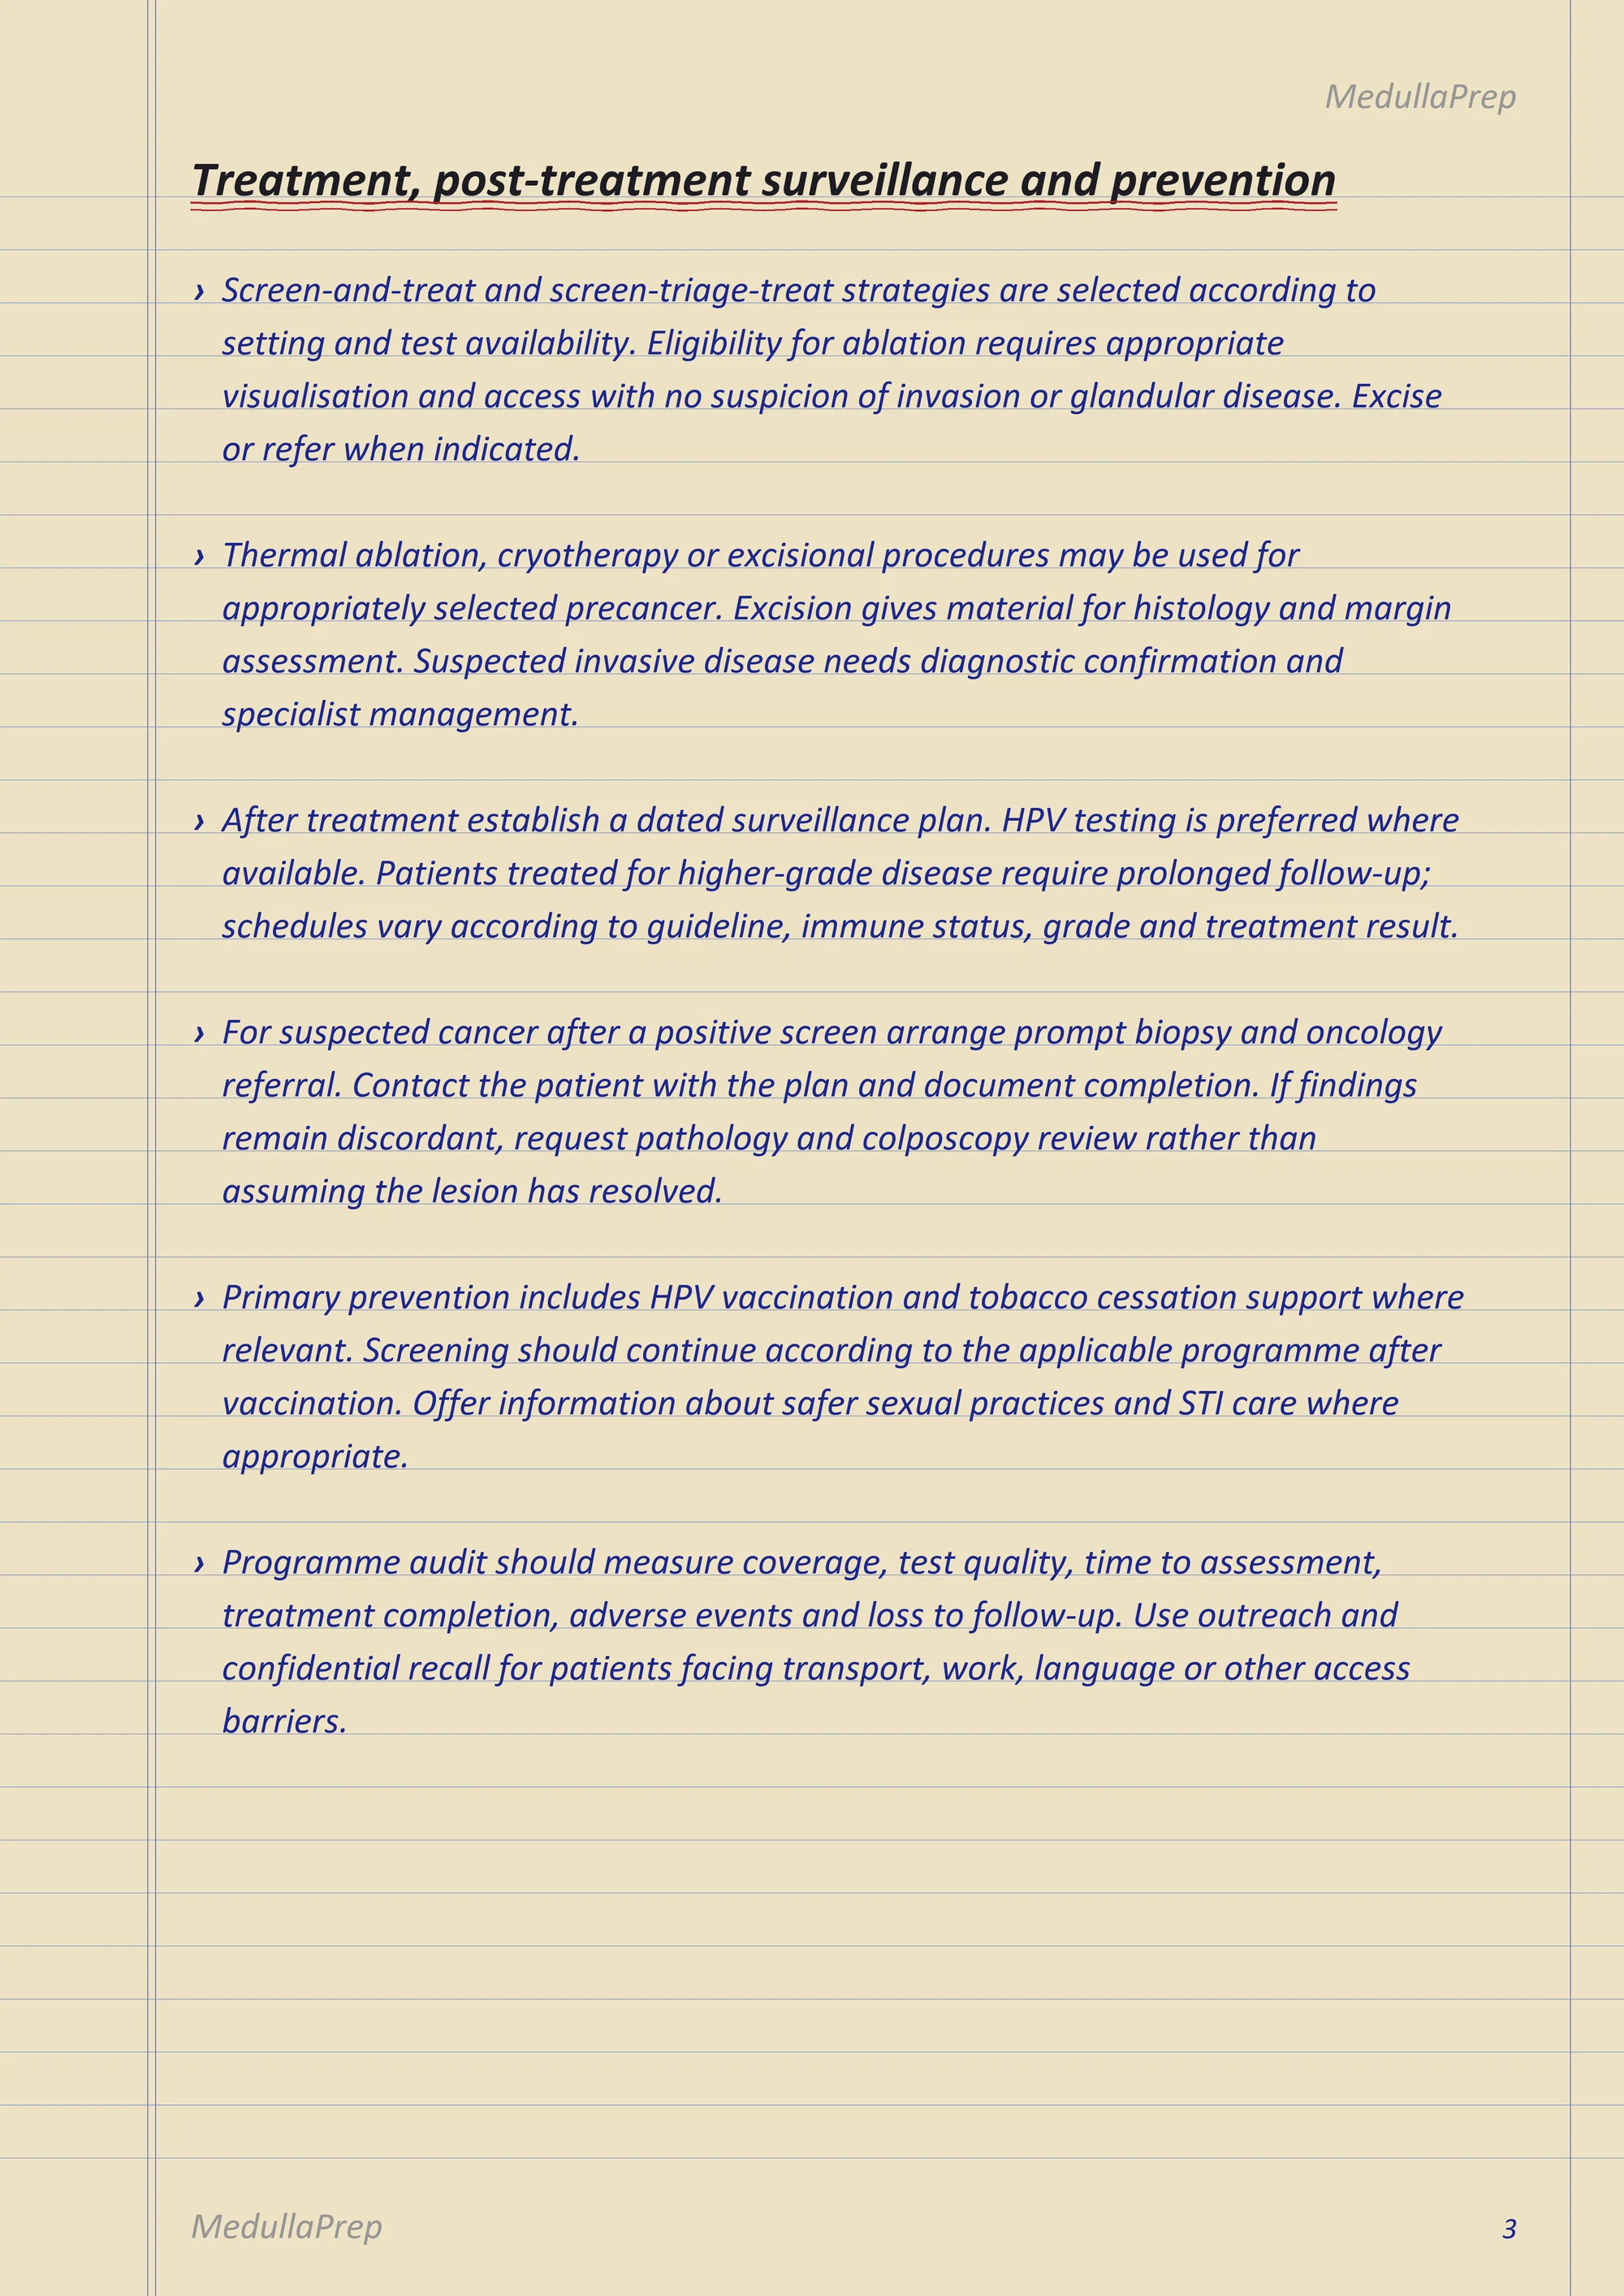 MedullaPrep
Treatment, post-treatment surveillance and prevention
› Screen-and-treat and screen-triage-treat strategies are selected according to
setting and test availability. Eligibility for ablation requires appropriate
visualisation and access with no suspicion of invasion or glandular disease. Excise
or refer when indicated.
› Thermal ablation, cryotherapy or excisional procedures may be used for
appropriately selected precancer. Excision gives material for histology and margin
assessment. Suspected invasive disease needs diagnostic confirmation and
specialist management.
› After treatment establish a dated surveillance plan. HPV testing is preferred where
available. Patients treated for higher-grade disease require prolonged follow-up;
schedules vary according to guideline, immune status, grade and treatment result.
› For suspected cancer after a positive screen arrange prompt biopsy and oncology
referral. Contact the patient with the plan and document completion. If findings
remain discordant, request pathology and colposcopy review rather than
assuming the lesion has resolved.
› Primary prevention includes HPV vaccination and tobacco cessation support where
relevant. Screening should continue according to the applicable programme after
vaccination. Offer information about safer sexual practices and STI care where
appropriate.
› Programme audit should measure coverage, test quality, time to assessment,
treatment completion, adverse events and loss to follow-up. Use outreach and
confidential recall for patients facing transport, work, language or other access
barriers.
MedullaPrep
3